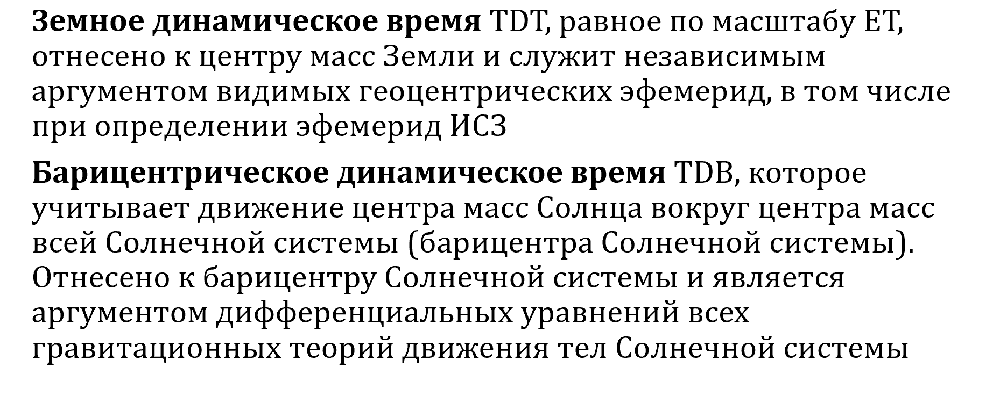 Земное динамическое время TDT, равное по масштабу ET,
отнесено к центру масс Земли и служит независимым
аргументом видимых геоцентрических эфемерид, в том числе
при определении эфемерид ИСЗ
Барицентрическое динамическое время TDB, которое
учитывает движение центра масс Солнца вокруг центра масс
всей Солнечной системы (барицентра Солнечной системы).
Отнесено к барицентру Солнечной системы и является
аргументом дифференциальных уравнений всех
гравитационных теорий движения тел Солнечной системы